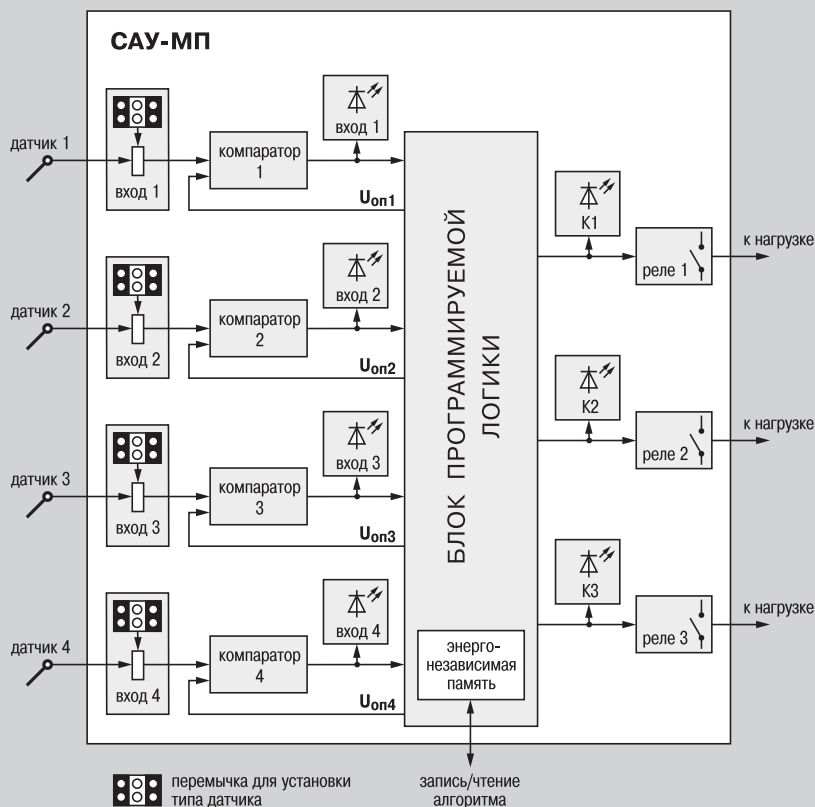 САУ-МП
датчик 1
вход 1
компаратор
1
вход 1
Uоп1
датчик 2
вход 2
компаратор
2
вход 2
Uоп2
датчик 3
вход 3
компаратор
3
вход 3
Uоп3
датчик 4
вход 4
компаратор
4
вход 4
Uоп4
БЛОК ПРОГРАММИРУЕМОЙ
ЛОГИКИ
энерго-
независимая
память
К1
реле 1
к нагрузке
К2
реле 2
к нагрузке
К3
реле 3
к нагрузке
перемычка для установки
типа датчика
запись/чтение
алгоритма